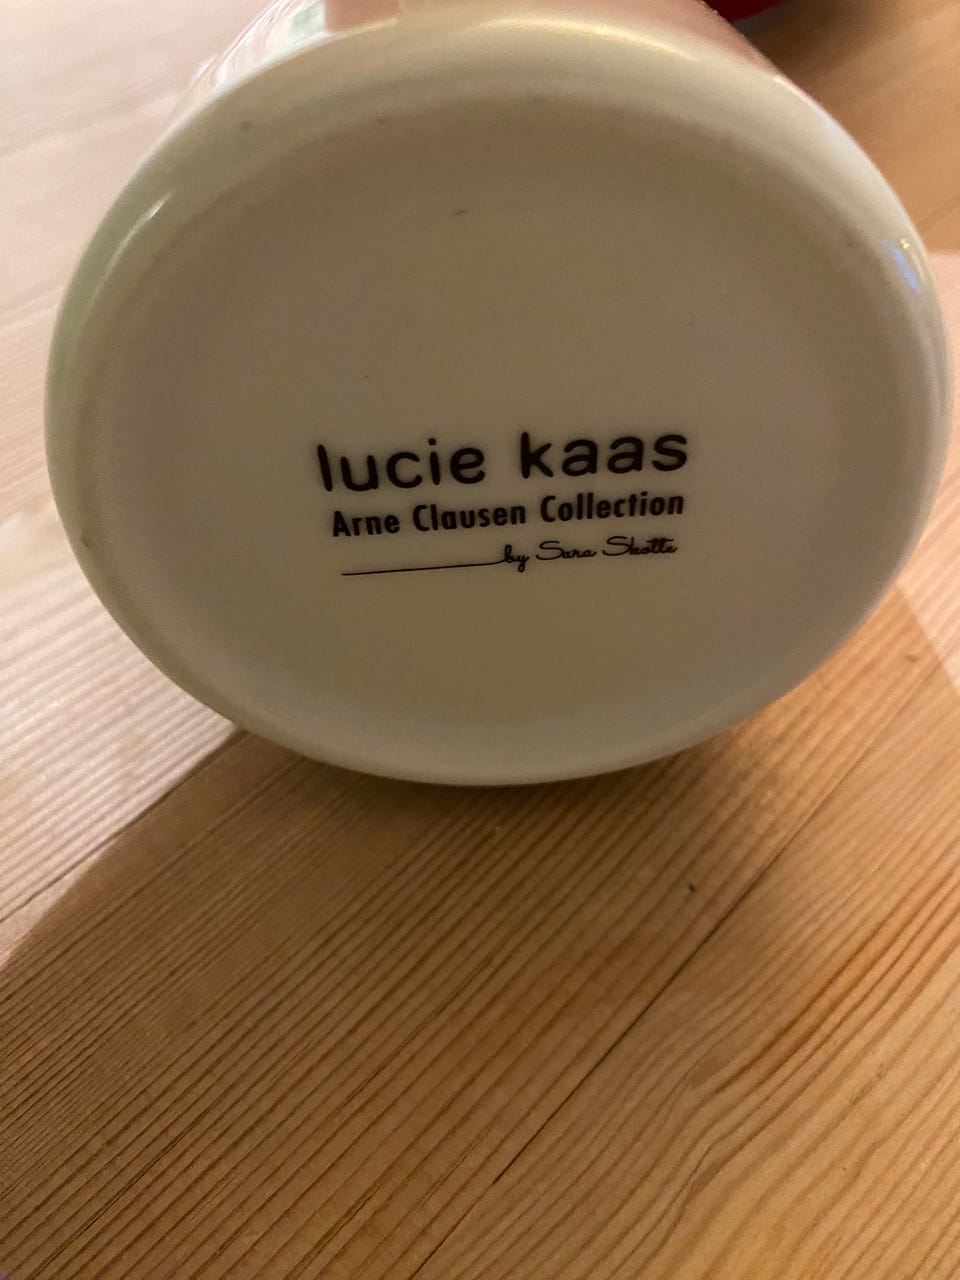 lucie kaas
Arne Clausen Collection
by Sara Skotte